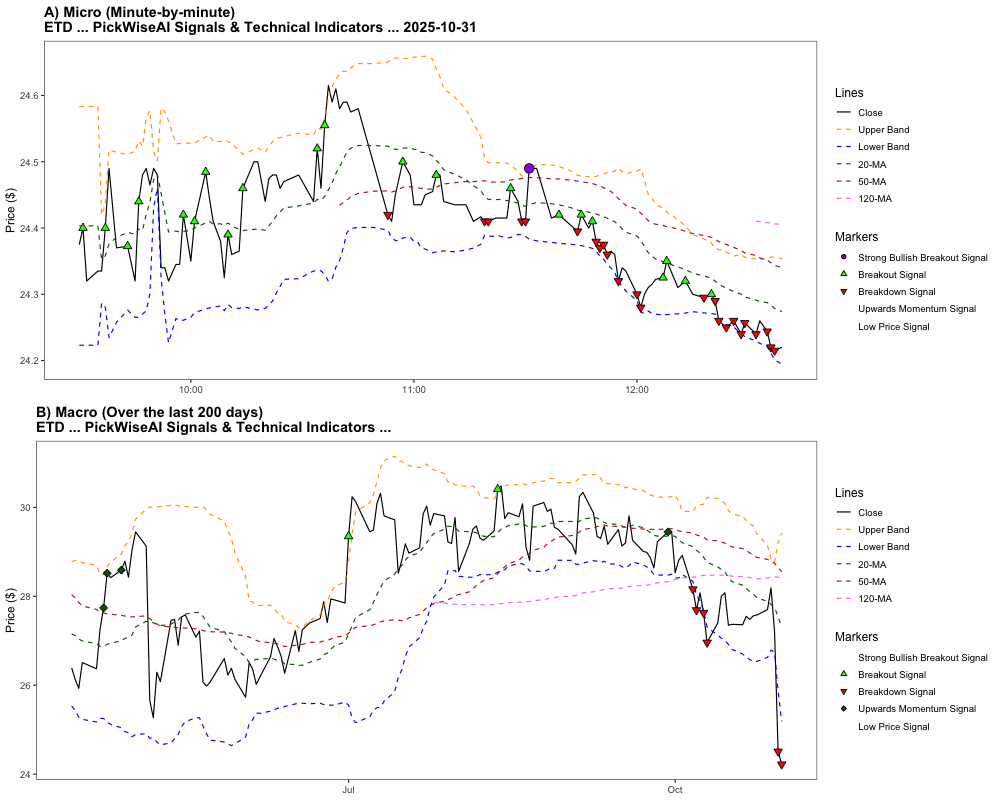 A) Micro (Minute-by-minute)
ETD ... PickWiseAI Signals & Technical Indicators ... 2025-10-31
Price ($)
24.6
24.5
24.4
24.3
24.2
10:00
11:00
12:00
Lines
Close
Upper Band
Lower Band
20-MA
50-MA
120-MA
Markers
Strong Bullish Breakout Signal
Breakout Signal
Breakdown Signal
Upwards Momentum Signal
Low Price Signal
B) Macro (Over the last 200 days)
ETD ... PickWiseAI Signals & Technical Indicators ...
Price ($)
30
28
26
24
Jul
Oct
Lines
Close
Upper Band
Lower Band
20-MA
50-MA
120-MA
Markers
Strong Bullish Breakout Signal
Breakout Signal
Breakdown Signal
Upwards Momentum Signal
Low Price Signal